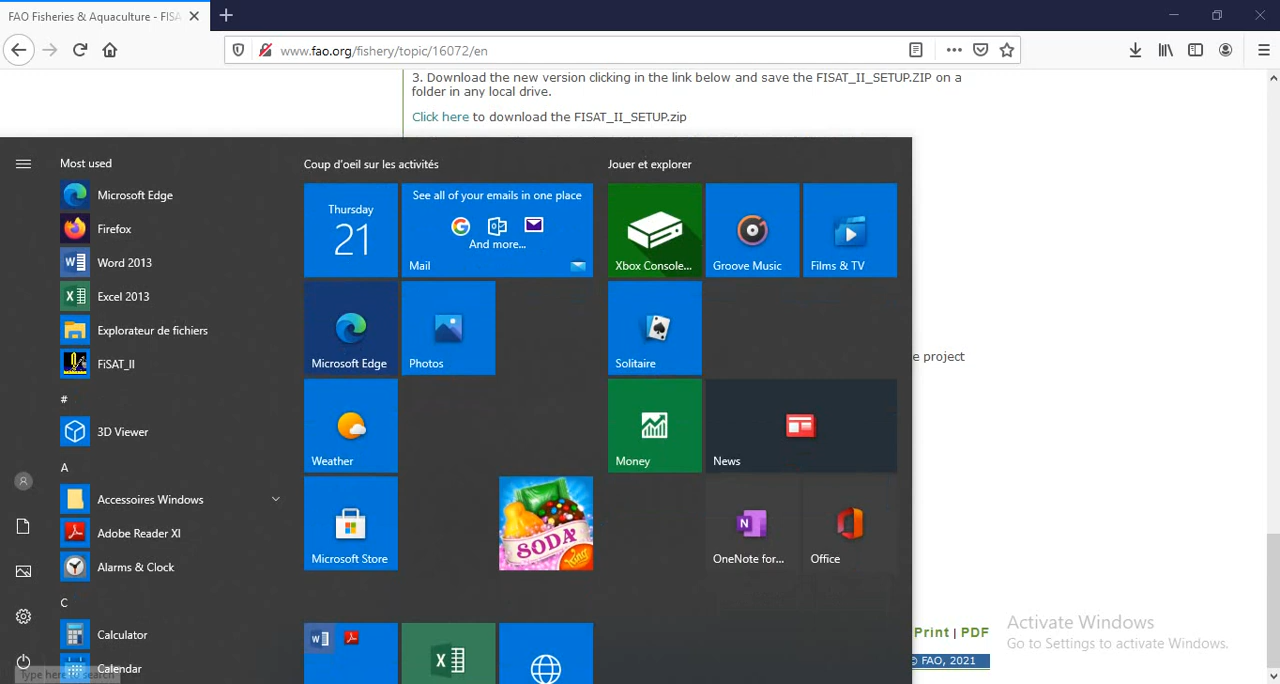 FAO Fisheries & Aquaculture - FISA
www.fao.org/fishery/topic/16072/en
3. Download the new version clicking in the link below and save the FISAT_II_SETUP.ZIP on a
folder in any local drive.
Click here to download the FISAT_II_SETUP.zip
Most used
Microsoft Edge
Firefox
Word 2013
Excel 2013
Explorateur de fichiers
FiSAT_II
#
3D Viewer
A
Accessoires Windows
Adobe Reader XI
Alarms & Clock
C
Calculator
Calendar
Type here to search
Coup d'oeil sur les activités
Thursday
21
See all of your emails in one place
And more...
Mail
Microsoft Edge
Photos
Weather
Microsoft Store
SODA
King
Jouer et explorer
Xbox Console...
Groove Music
Films & TV
Solitaire
Money
News
OneNote for...
Office
e project
Print | PDF
© FAO, 2021
Activate Windows
Go to Settings to activate Windows.